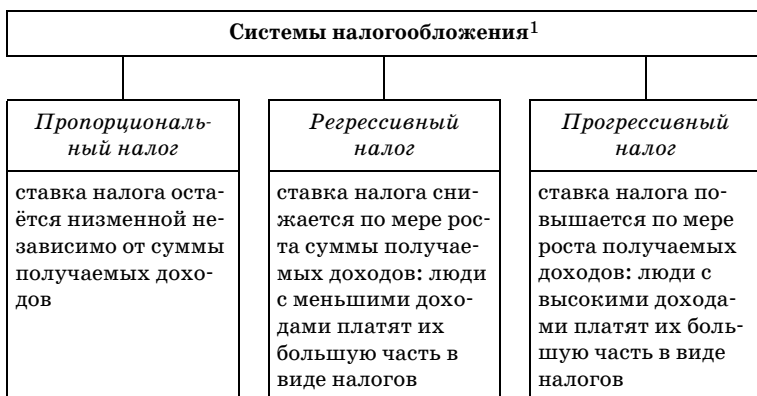 Системы налогообложения1
Пропорциональ-
ный налог
ставка налога оста-
ётся низменной не-
зависимо от суммы
получаемых дохо-
дов
Регрессивный
налог
ставка налога сни-
жается по мере рос-
та суммы получае-
мых доходов: люди
с меньшими дохо-
дами платят их
большую часть в
виде налогов
Прогрессивный
налог
ставка налога по-
вышается по мере
роста получаемых
доходов: люди с
высокими дохода-
ми платят их боль-
шую часть в виде
налогов